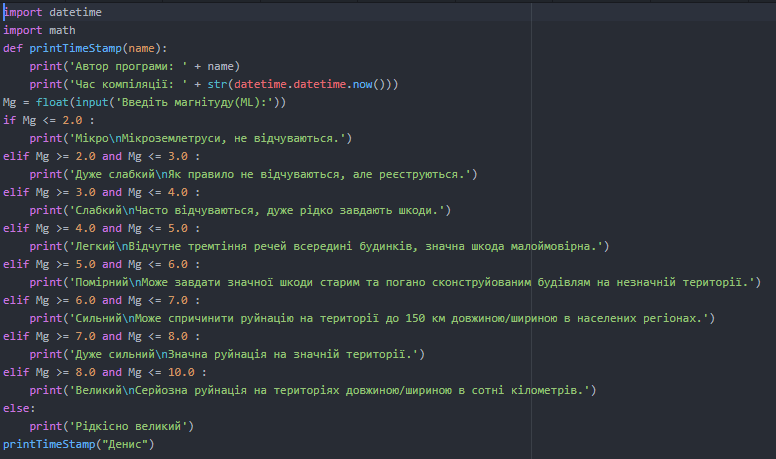 import datetime
import math
def printTimeStamp(name):
    print('Автор програми: ' + name)
    print('Час компіляції: ' + str(datetime.datetime.now()))
Mg = float(input('Введіть магнітуду(ML):'))
if Mg <= 2.0 :
    print('Мікро\nМікроземлетруси, не відчуваються.')
elif Mg >= 2.0 and Mg <= 3.0 :
    print('Дуже слабкий\nЯк правило не відчуваються, але реєструються.')
elif Mg >= 3.0 and Mg <= 4.0 :
    print('Слабкий\nЧасто відчуваються, дуже рідко завдають шкоди.')
elif Mg >= 4.0 and Mg <= 5.0 :
    print('Легкий\nВідчутне тремтіння речей всередині будинків, значна шкода малоймовірна.')
elif Mg >= 5.0 and Mg <= 6.0 :
    print('Помірний\nМоже завдати значної шкоди старим та погано сконструйованим будівлям на незначній території.')
elif Mg >= 6.0 and Mg <= 7.0 :
    print('Сильний\nМоже спричинити руйнацію на території до 150 км довжиною/шириною в населених регіонах.')
elif Mg >= 7.0 and Mg <= 8.0 :
    print('Дуже сильний\nЗначна руйнація на значній території.')
elif Mg >= 8.0 and Mg <= 10.0 :
    print('Великий\nСерйозна руйнація на територіях довжиною/шириною в сотні кілометрів.')
else:
    print('Рідкісно великий')
printTimeStamp("Денис")